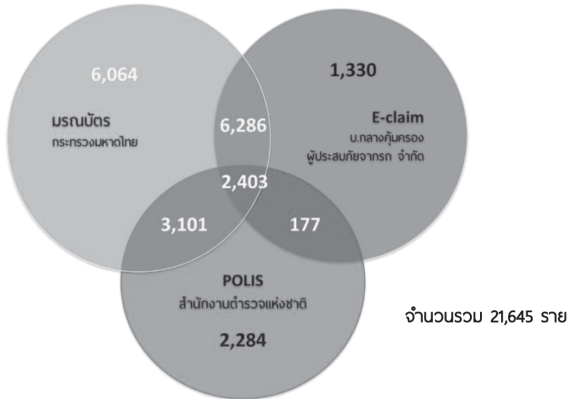 6,064
1,330
มรณบัตร
กระทรวงมหาดไทย
6,286
E-claim
บ.กลางคุ้มครอง
ผู้ประสบภัยจากรถ จำกัด
2,403
3,101
177
POLIS
สำนักงานตำรวจแห่งชาติ
2,284
จำนวนรวม 21,645 ราย